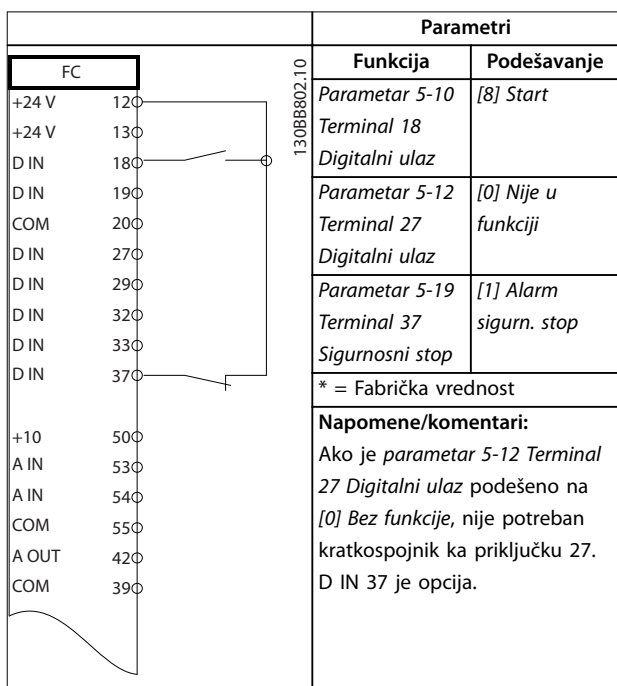 FC
+24 V 12
+24 V 13
D IN 18
D IN 19
COM 20
D IN 27
D IN 29
D IN 32
D IN 33
D IN 37
+10 50
A IN 53
A IN 54
COM 55
A OUT 42
COM 39
130BB802.10
Parametri
Funkcija Podešavanje
Parametar 5-10 [8] Start
Terminal 18
Digitalni ulaz
Parametar 5-12 [0] Nije u
Terminal 27 funkciji
Digitalni ulaz
Parametar 5-19 [1] Alarm
Terminal 37 sigurn. stop
Sigurnosni stop
* = Fabrička vrednost
Napomene/komentari:
Ako je parametar 5-12 Terminal
27 Digitalni ulaz podešeno na
[0] Bez funkcije, nije potreban
kratkospojnik ka priključku 27.
D IN 37 je opcija.